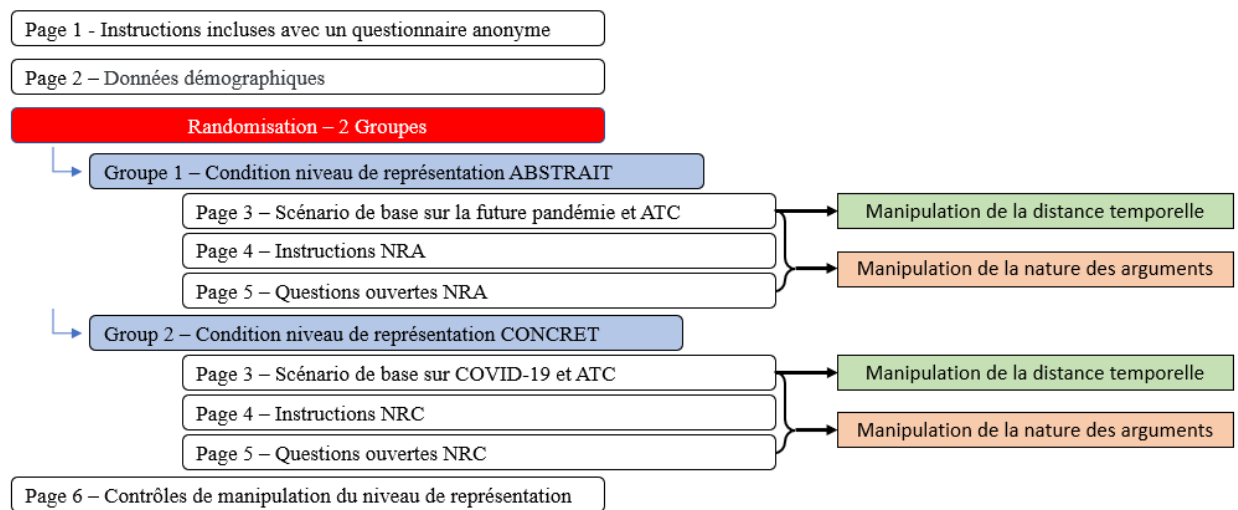 Page 1 - Instructions incluses avec un questionnaire anonyme
Page 2 – Données démographiques
Randomisation – 2 Groupes
Groupe 1 – Condition niveau de représentation ABSTRAIT
Page 3 – Scénario de base sur la future pandémie et ATC
Manipulation de la distance temporelle
Page 4 – Instructions NRA
Manipulation de la nature des arguments
Page 5 – Questions ouvertes NRA
Group 2 – Condition niveau de représentation CONCRET
Page 3 – Scénario de base sur COVID-19 et ATC
Manipulation de la distance temporelle
Page 4 – Instructions NRC
Manipulation de la nature des arguments
Page 5 – Questions ouvertes NRC
Page 6 – Contrôles de manipulation du niveau de représentation